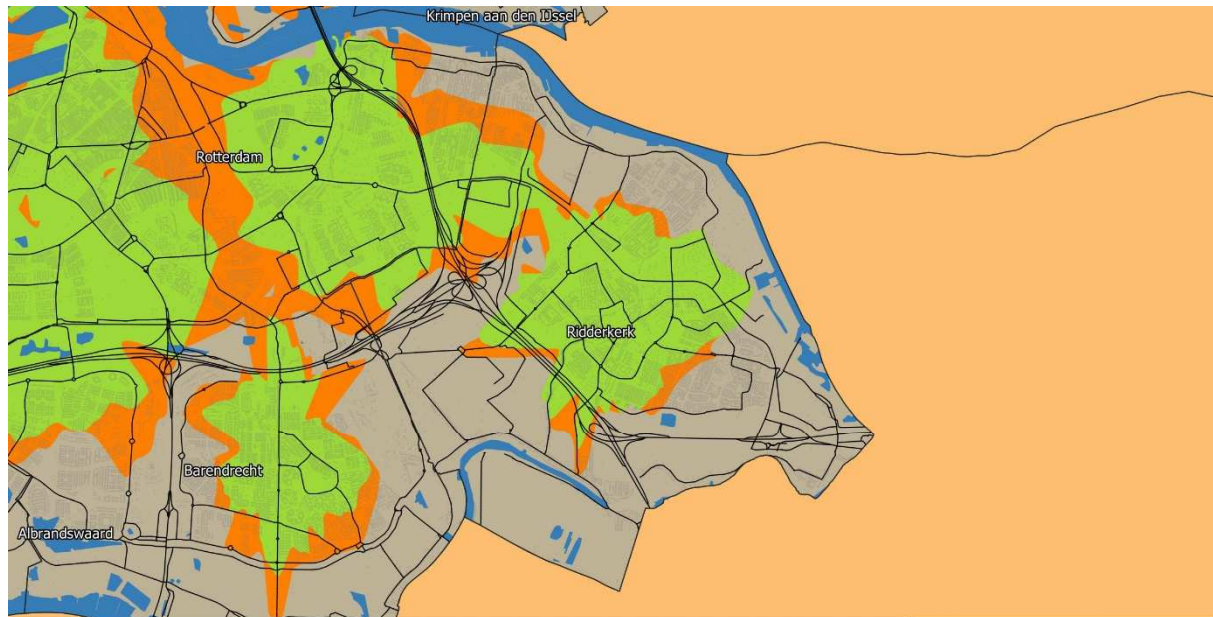 Krimpen aan den IJssel
Rotterdam
Ridderkerk
Barendrecht
Albrandswaard